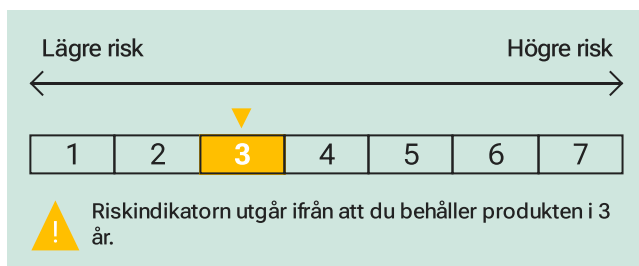 Lägre risk Högre risk
1 2 3 4 5 6 7
! Riskindikatorn utgår ifrån att du behåller produkten i 3
år.